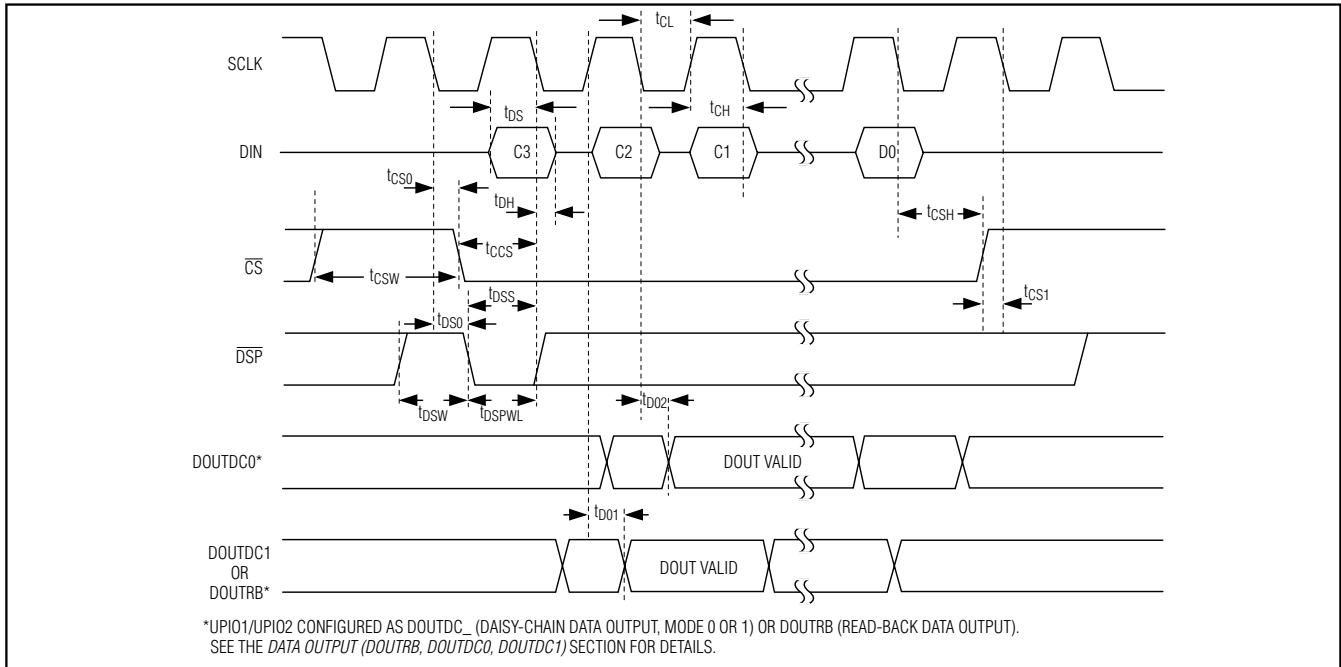 tCL
SCLK
tDS
tCH
DIN
C3
C2
C1
D0
tCS0
tDH
tCSH
tCCS
CS
tCSW
tDSS
tCS1
tDS0
DSP
tD02
tDSW
tDSPWL
DOUTDC0*
DOUT VALID
tD01
DOUTDC1
OR
DOUTRB*
DOUT VALID
*UPIO1/UPIO2 CONFIGURED AS DOUTDC_ (DAISY-CHAIN DATA OUTPUT, MODE 0 OR 1) OR DOUTRB (READ-BACK DATA OUTPUT).
SEE THE DATA OUTPUT (DOUTRB, DOUTDC0, DOUTDC1) SECTION FOR DETAILS.